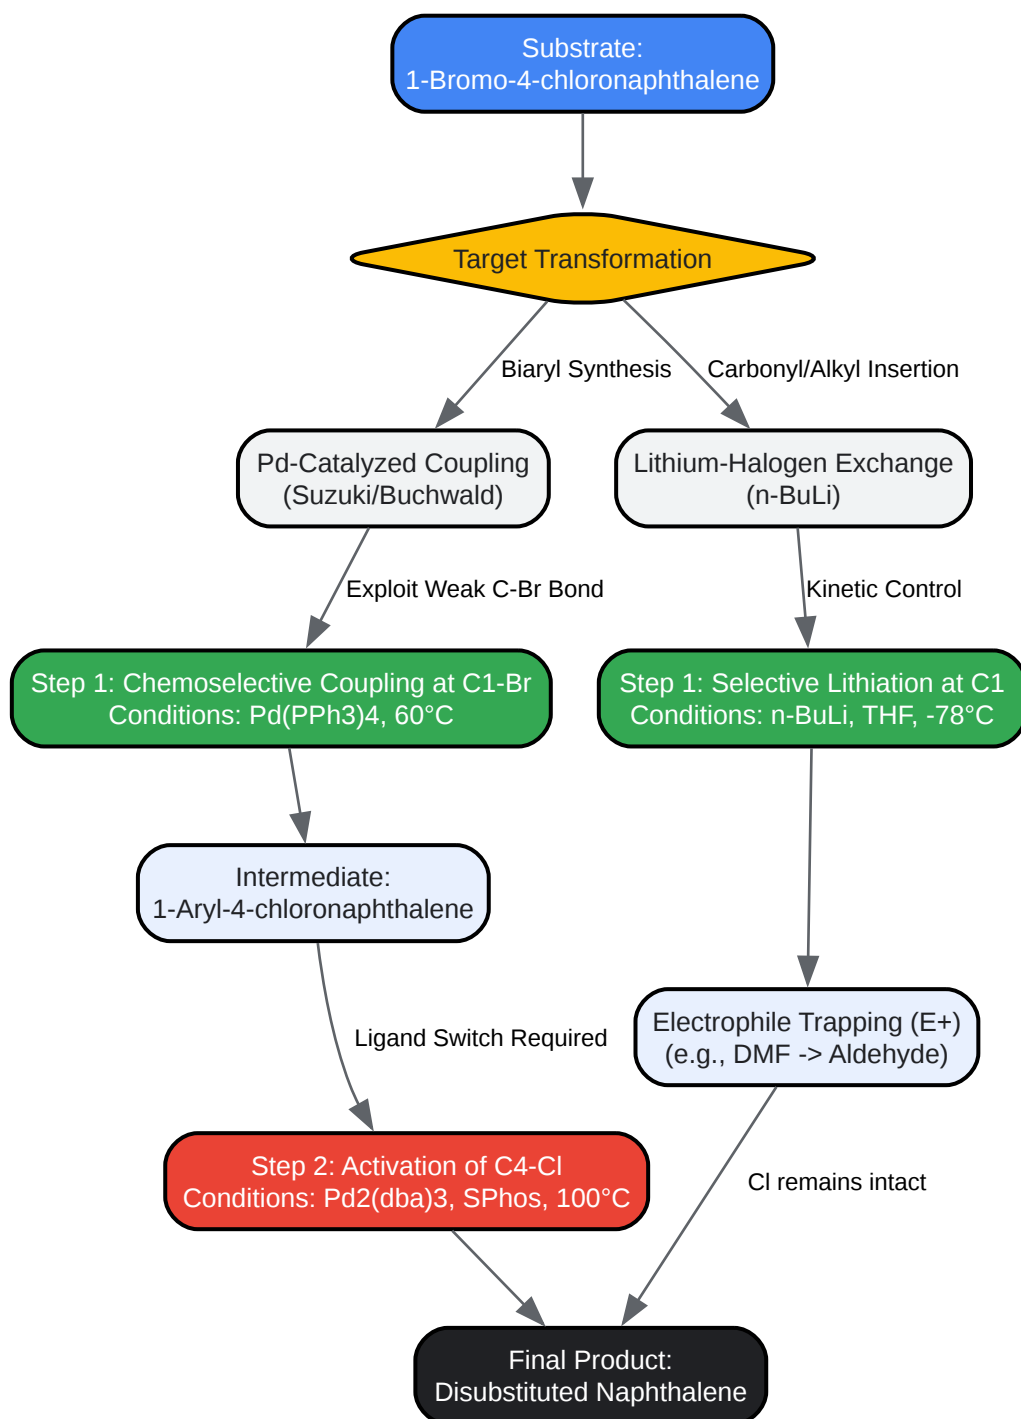 Substrate:
1-Bromo-4-chloronaphthalene
Target Transformation
Biaryl Synthesis
Carbonyl/Alkyl Insertion
Pd-Catalyzed Coupling
(Suzuki/Buchwald)
Lithium-Halogen Exchange
(n-BuLi)
Exploit Weak C-Br Bond
Kinetic Control
Step 1: Chemoselective Coupling at C1-Br
Conditions: Pd(PPh3)4, 60°C
Step 1: Selective Lithiation at C1
Conditions: n-BuLi, THF, -78°C
Intermediate:
1-Aryl-4-chloronaphthalene
Electrophile Trapping (E+)
(e.g., DMF -> Aldehyde)
Ligand Switch Required
Step 2: Activation of C4-Cl
Conditions: Pd2(dba)3, SPhos, 100°C
Cl remains intact
Final Product:
Disubstituted Naphthalene